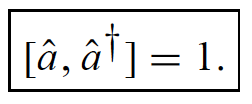 [â, â†] = 1.